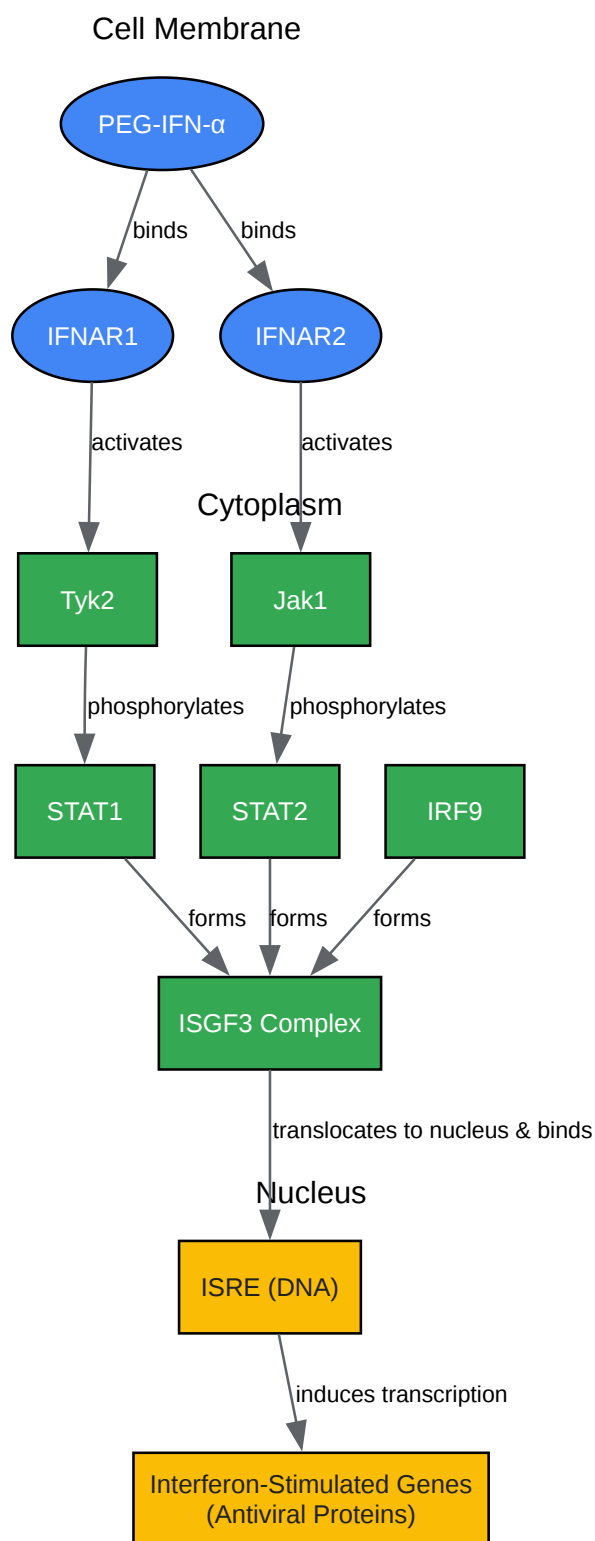 Cell Membrane
PEG-IFN-α
binds
binds
IFNAR1
IFNAR2
activates
activates
Cytoplasm
Tyk2
Jak1
phosphorylates
phosphorylates
STAT1
STAT2
IRF9
forms
forms
forms
ISGF3 Complex
translocates to nucleus & binds
Nucleus
ISRE (DNA)
induces transcription
Interferon-Stimulated Genes
(Antiviral Proteins)